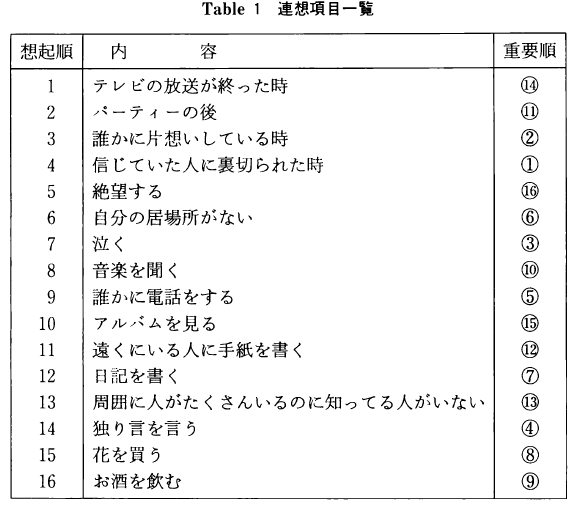 Table 1 連想項目一覧
想起順 内 容 重要順
1 テレビの放送が終った時 ⑭
2 パーティーの後 ⑪
3 誰かに片想いしている時 ②
4 信じていた人に裏切られた時 ①
5 絶望する ⑯
6 自分の居場所がない ⑥
7 泣く ③
8 音楽を聞く ⑩
9 誰かに電話をする ⑤
10 アルバムを見る ⑮
11 遠くにいる人に手紙を書く ⑫
12 日記を書く ⑦
13 周囲に人がたくさんいるのに知ってる人がいない ⑬
14 独り言を言う ④
15 花を買う ⑧
16 お酒を飲む ⑨